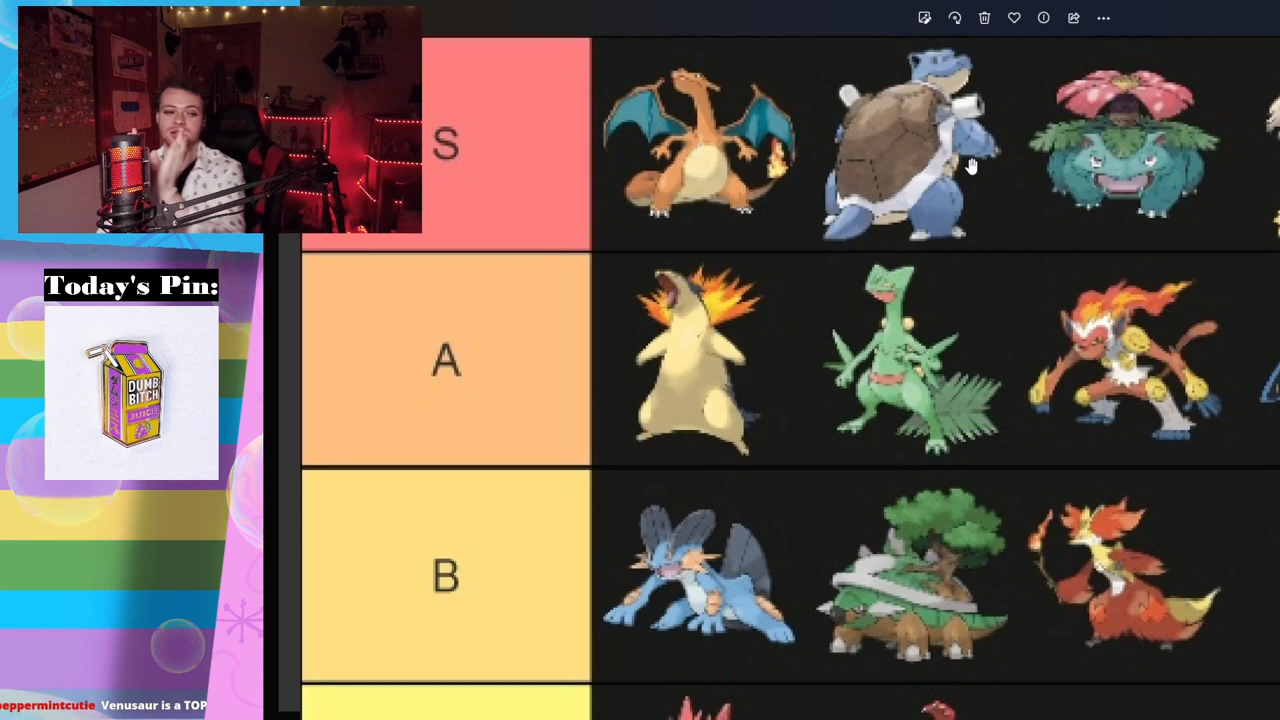 S
Today's Pin:
DUMB
BITCH
JUICE
A
B
peppermintcutie Venusaur is a TOP